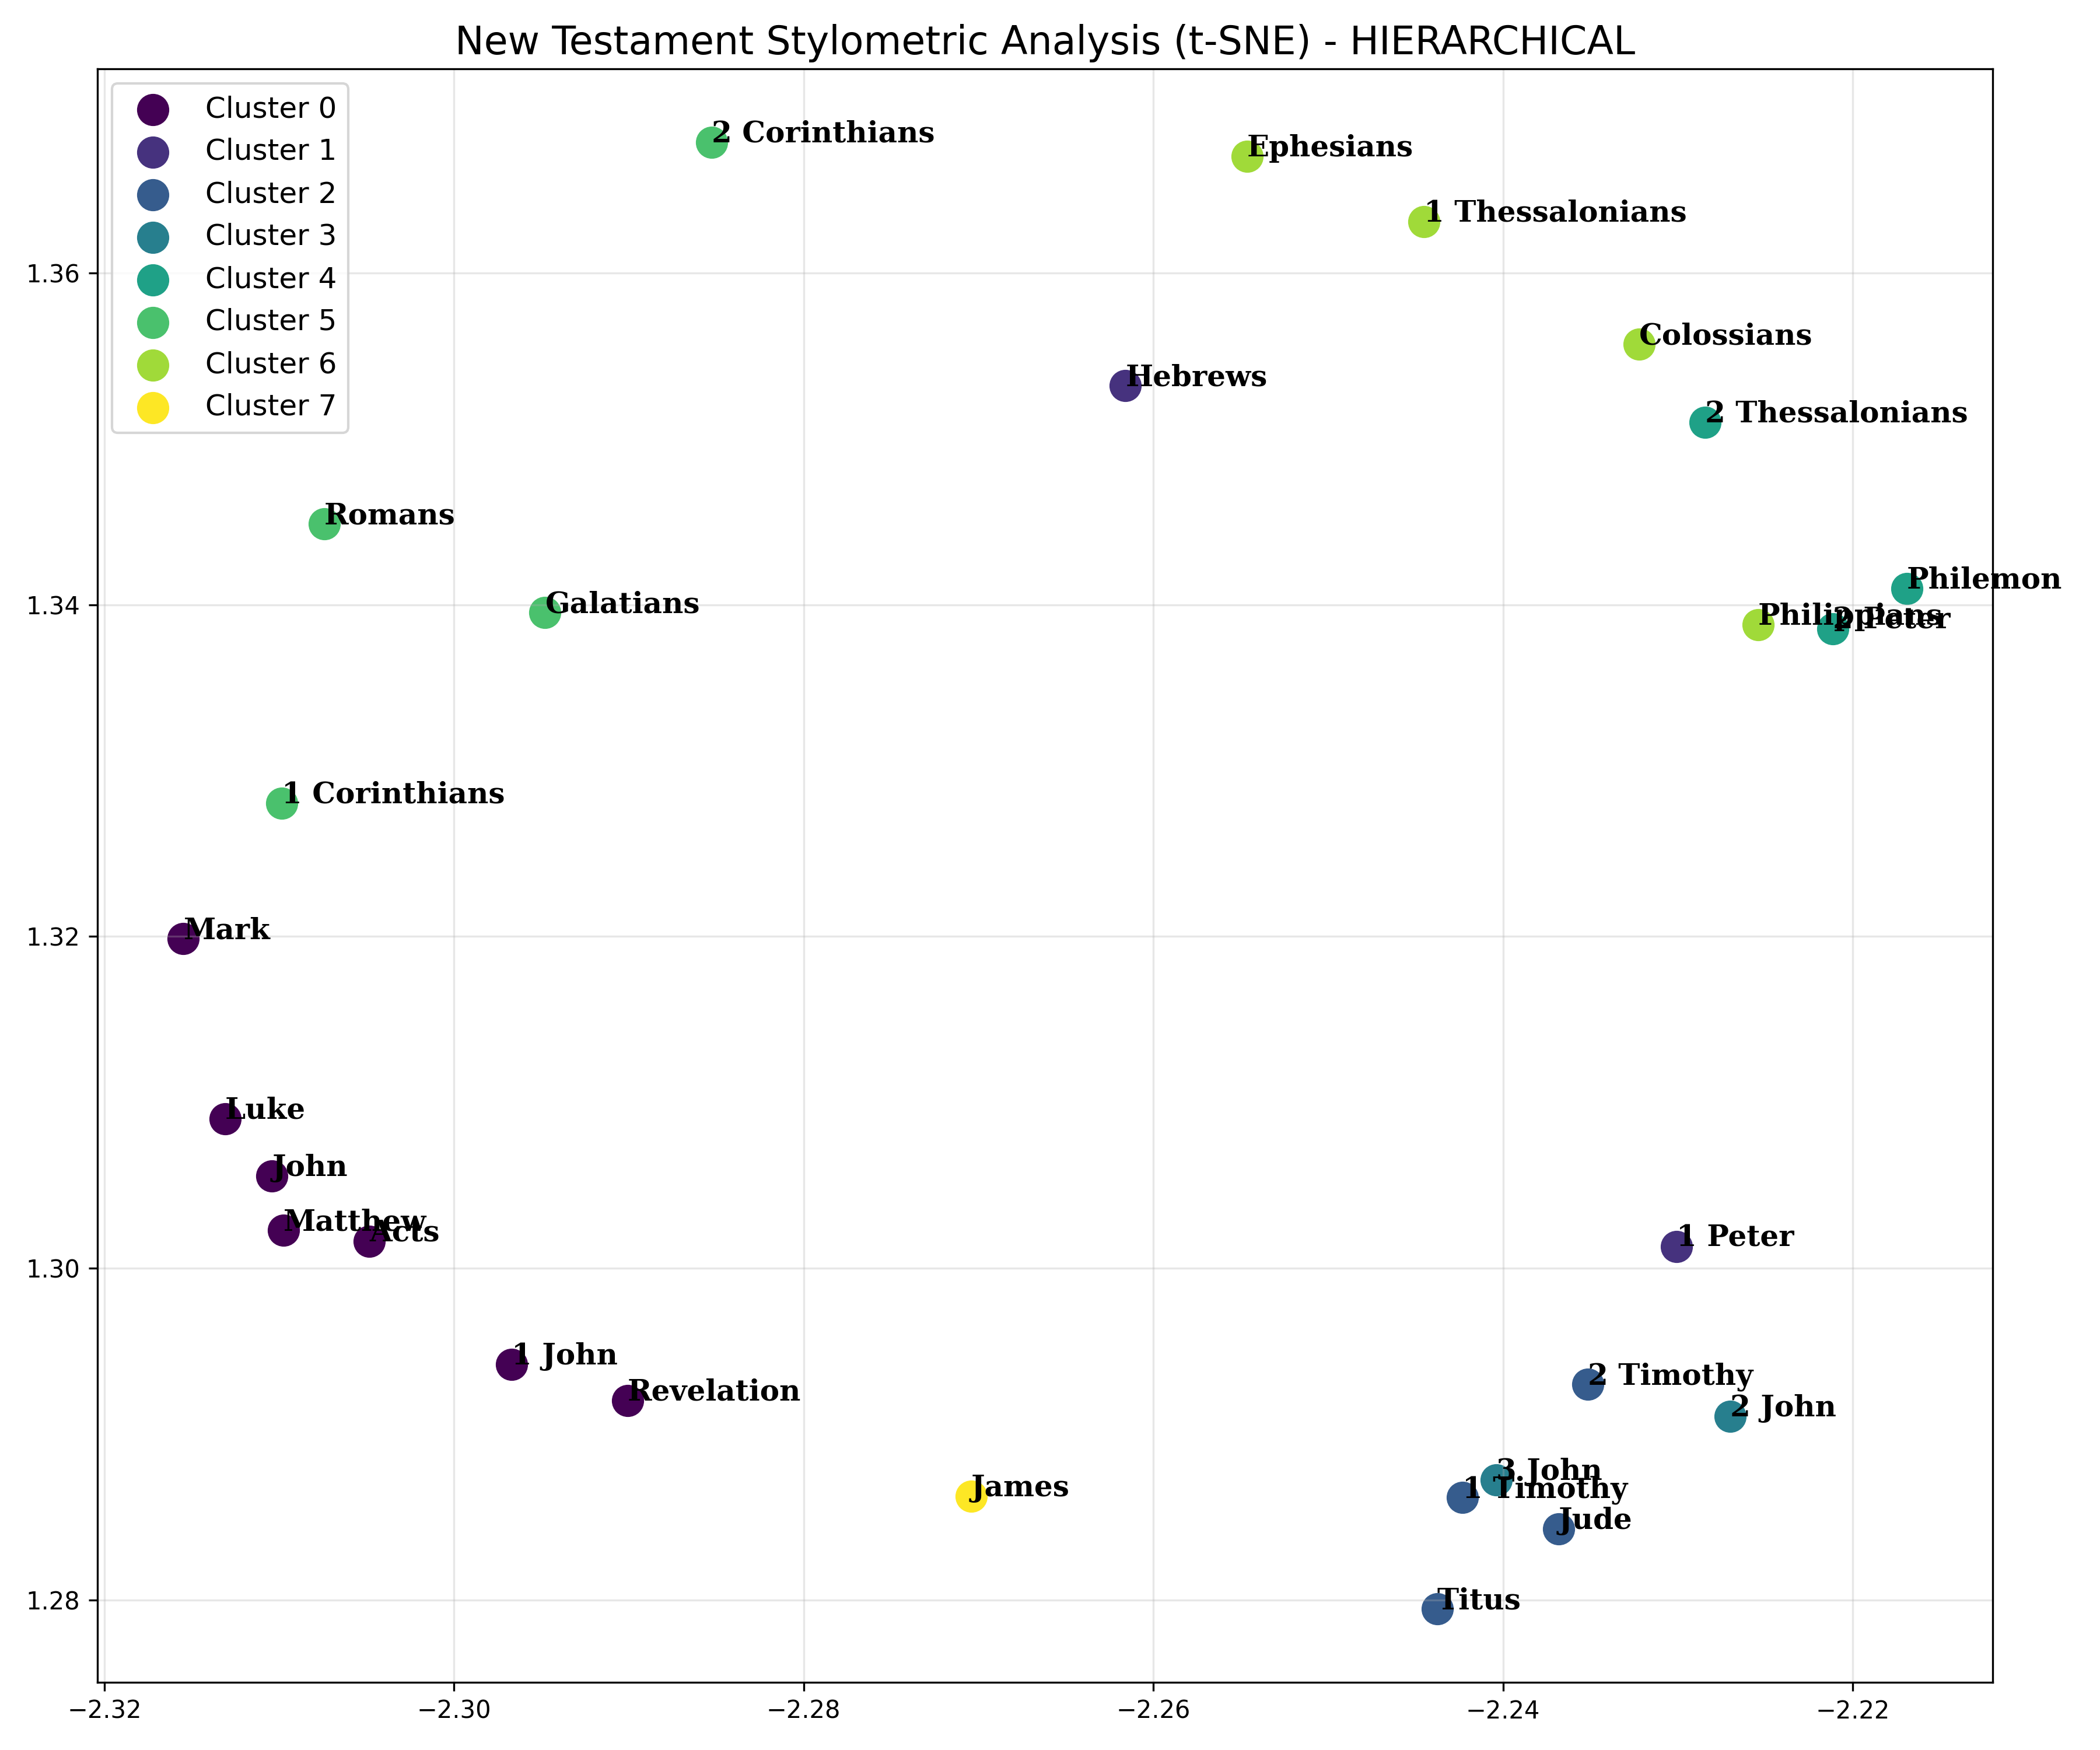 New Testament Stylometric Analysis (t-SNE) - HIERARCHICAL
Cluster 0
Cluster 1
Cluster 2
Cluster 3
Cluster 4
Cluster 5
Cluster 6
Cluster 7
2 Corinthians
Ephesians
1 Thessalonians
Colossians
Hebrews
2 Thessalonians
Romans
Philemon
Galatians
Philippians
2 Peter
1 Corinthians
Mark
Luke
John
Matthew
Acts
1 Peter
1 John
2 Timothy
Revelation
2 John
3 John
James
1 Timothy
Jude
Titus
1.36
1.34
1.32
1.30
1.28
−2.32
−2.30
−2.28
−2.26
−2.24
−2.22